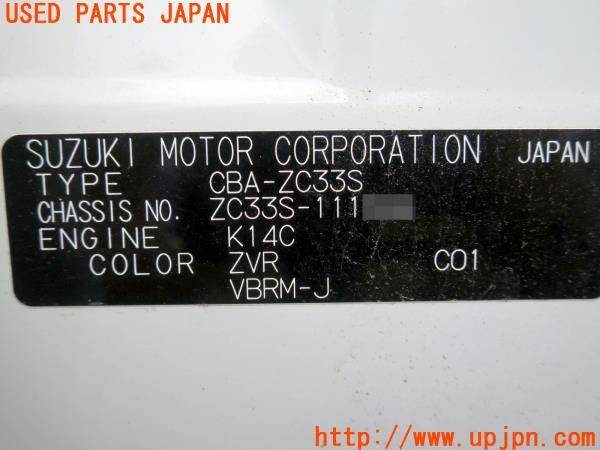 USED PARTS JAPAN
SUZUKI MOTOR CORPORATION JAPAN
TYPE CBA-ZC33S
CHASSIS NO. ZC33S-111
ENGINE K14C
COLOR ZVR C01
VBRM-J
http://www.upjpn.com/